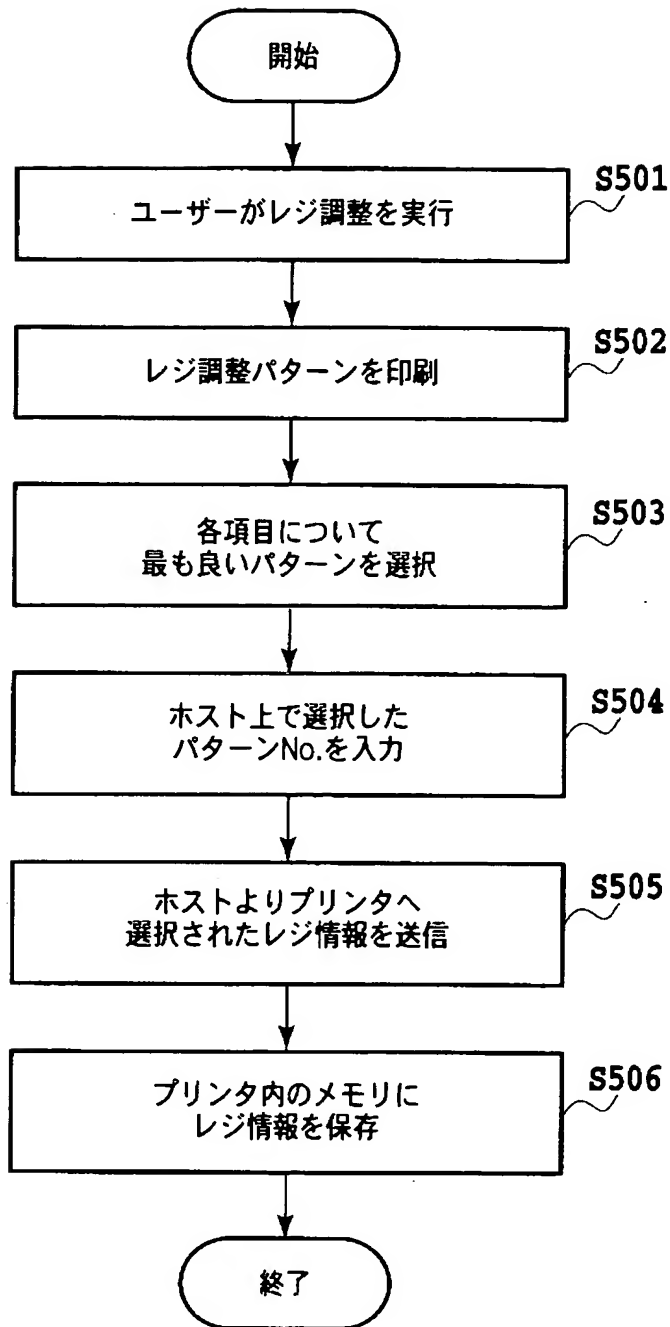 開始
S501
ユーザーがレジ調整を実行
S502
レジ調整パターンを印刷
S503
各項目について
最も良いパターンを選択
S504
ホスト上で選択した
パターンNo.を入力
S505
ホストよりプリンタへ
選択されたレジ情報を送信
S506
プリンタ内のメモリに
レジ情報を保存
終了